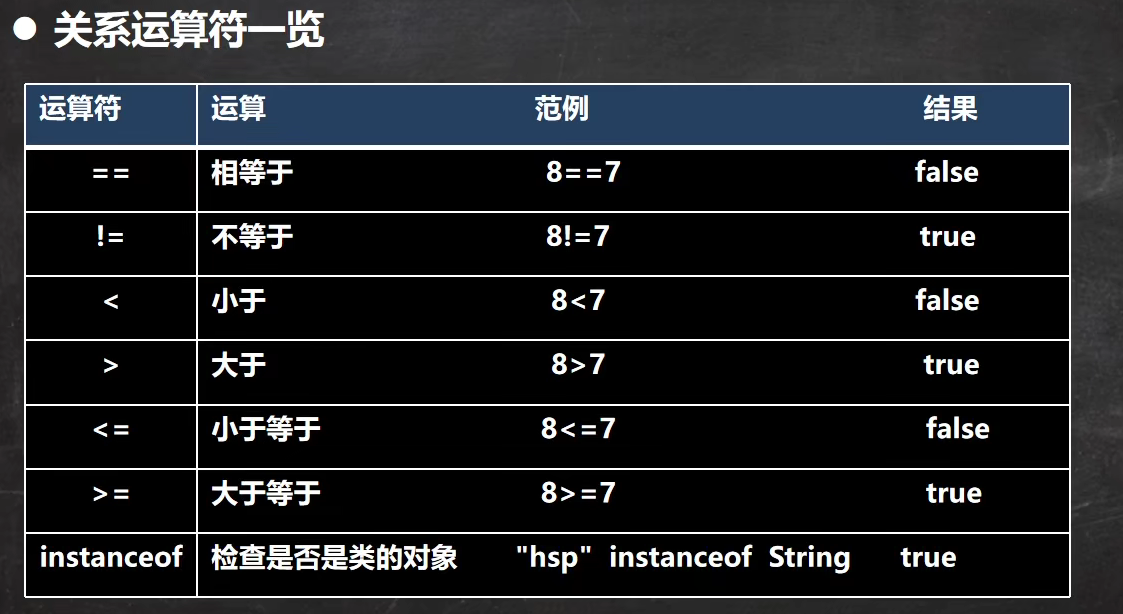 ● 关系运算符一览
运算符 运算 范例 结果
== 相等于 8==7 false
!= 不等于 8!=7 true
< 小于 8<7 false
> 大于 8>7 true
<= 小于等于 8<=7 false
>= 大于等于 8>=7 true
instanceof 检查是否是类的对象 "hsp" instanceof String true